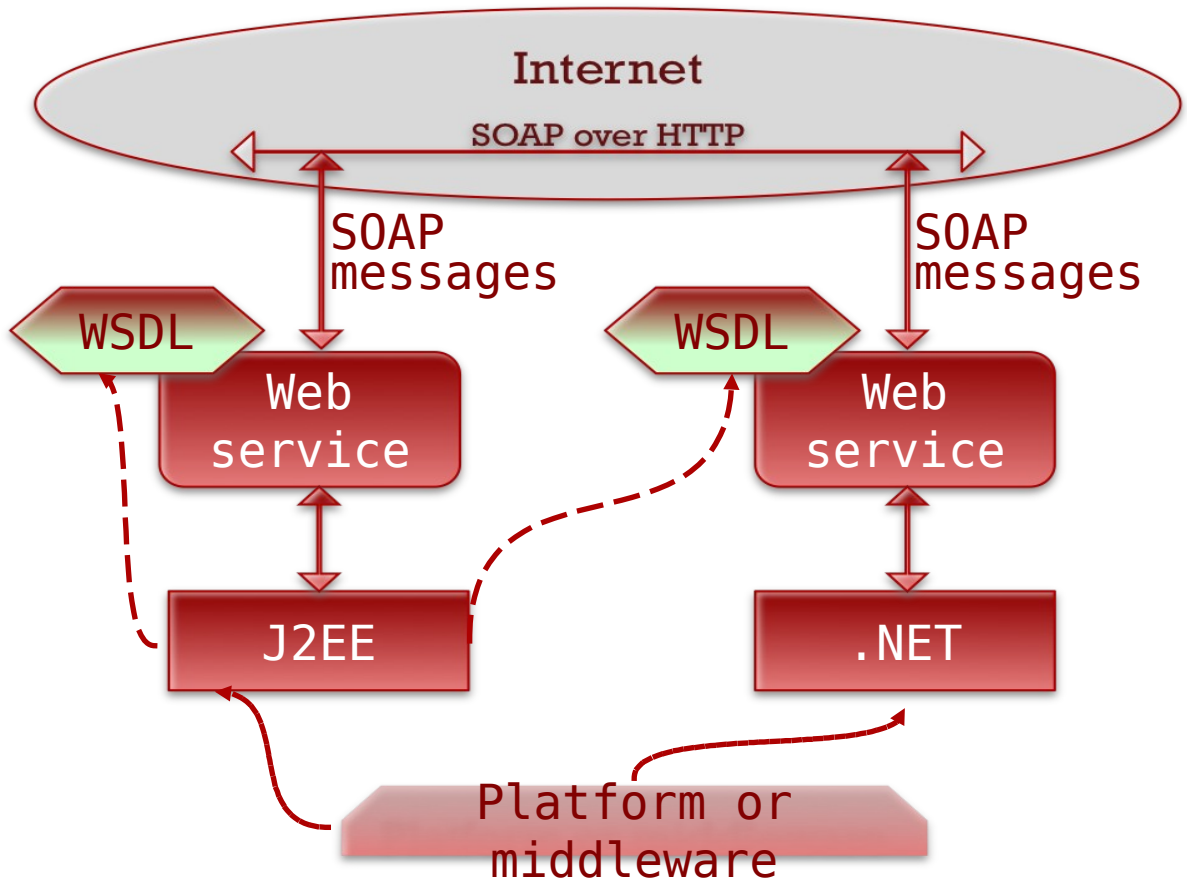 Internet
SOAP over HTTP
SOAP
messages
SOAP
messages
WSDL
WSDL
Web
service
Web
service
J2EE
.NET
Platform or
middleware